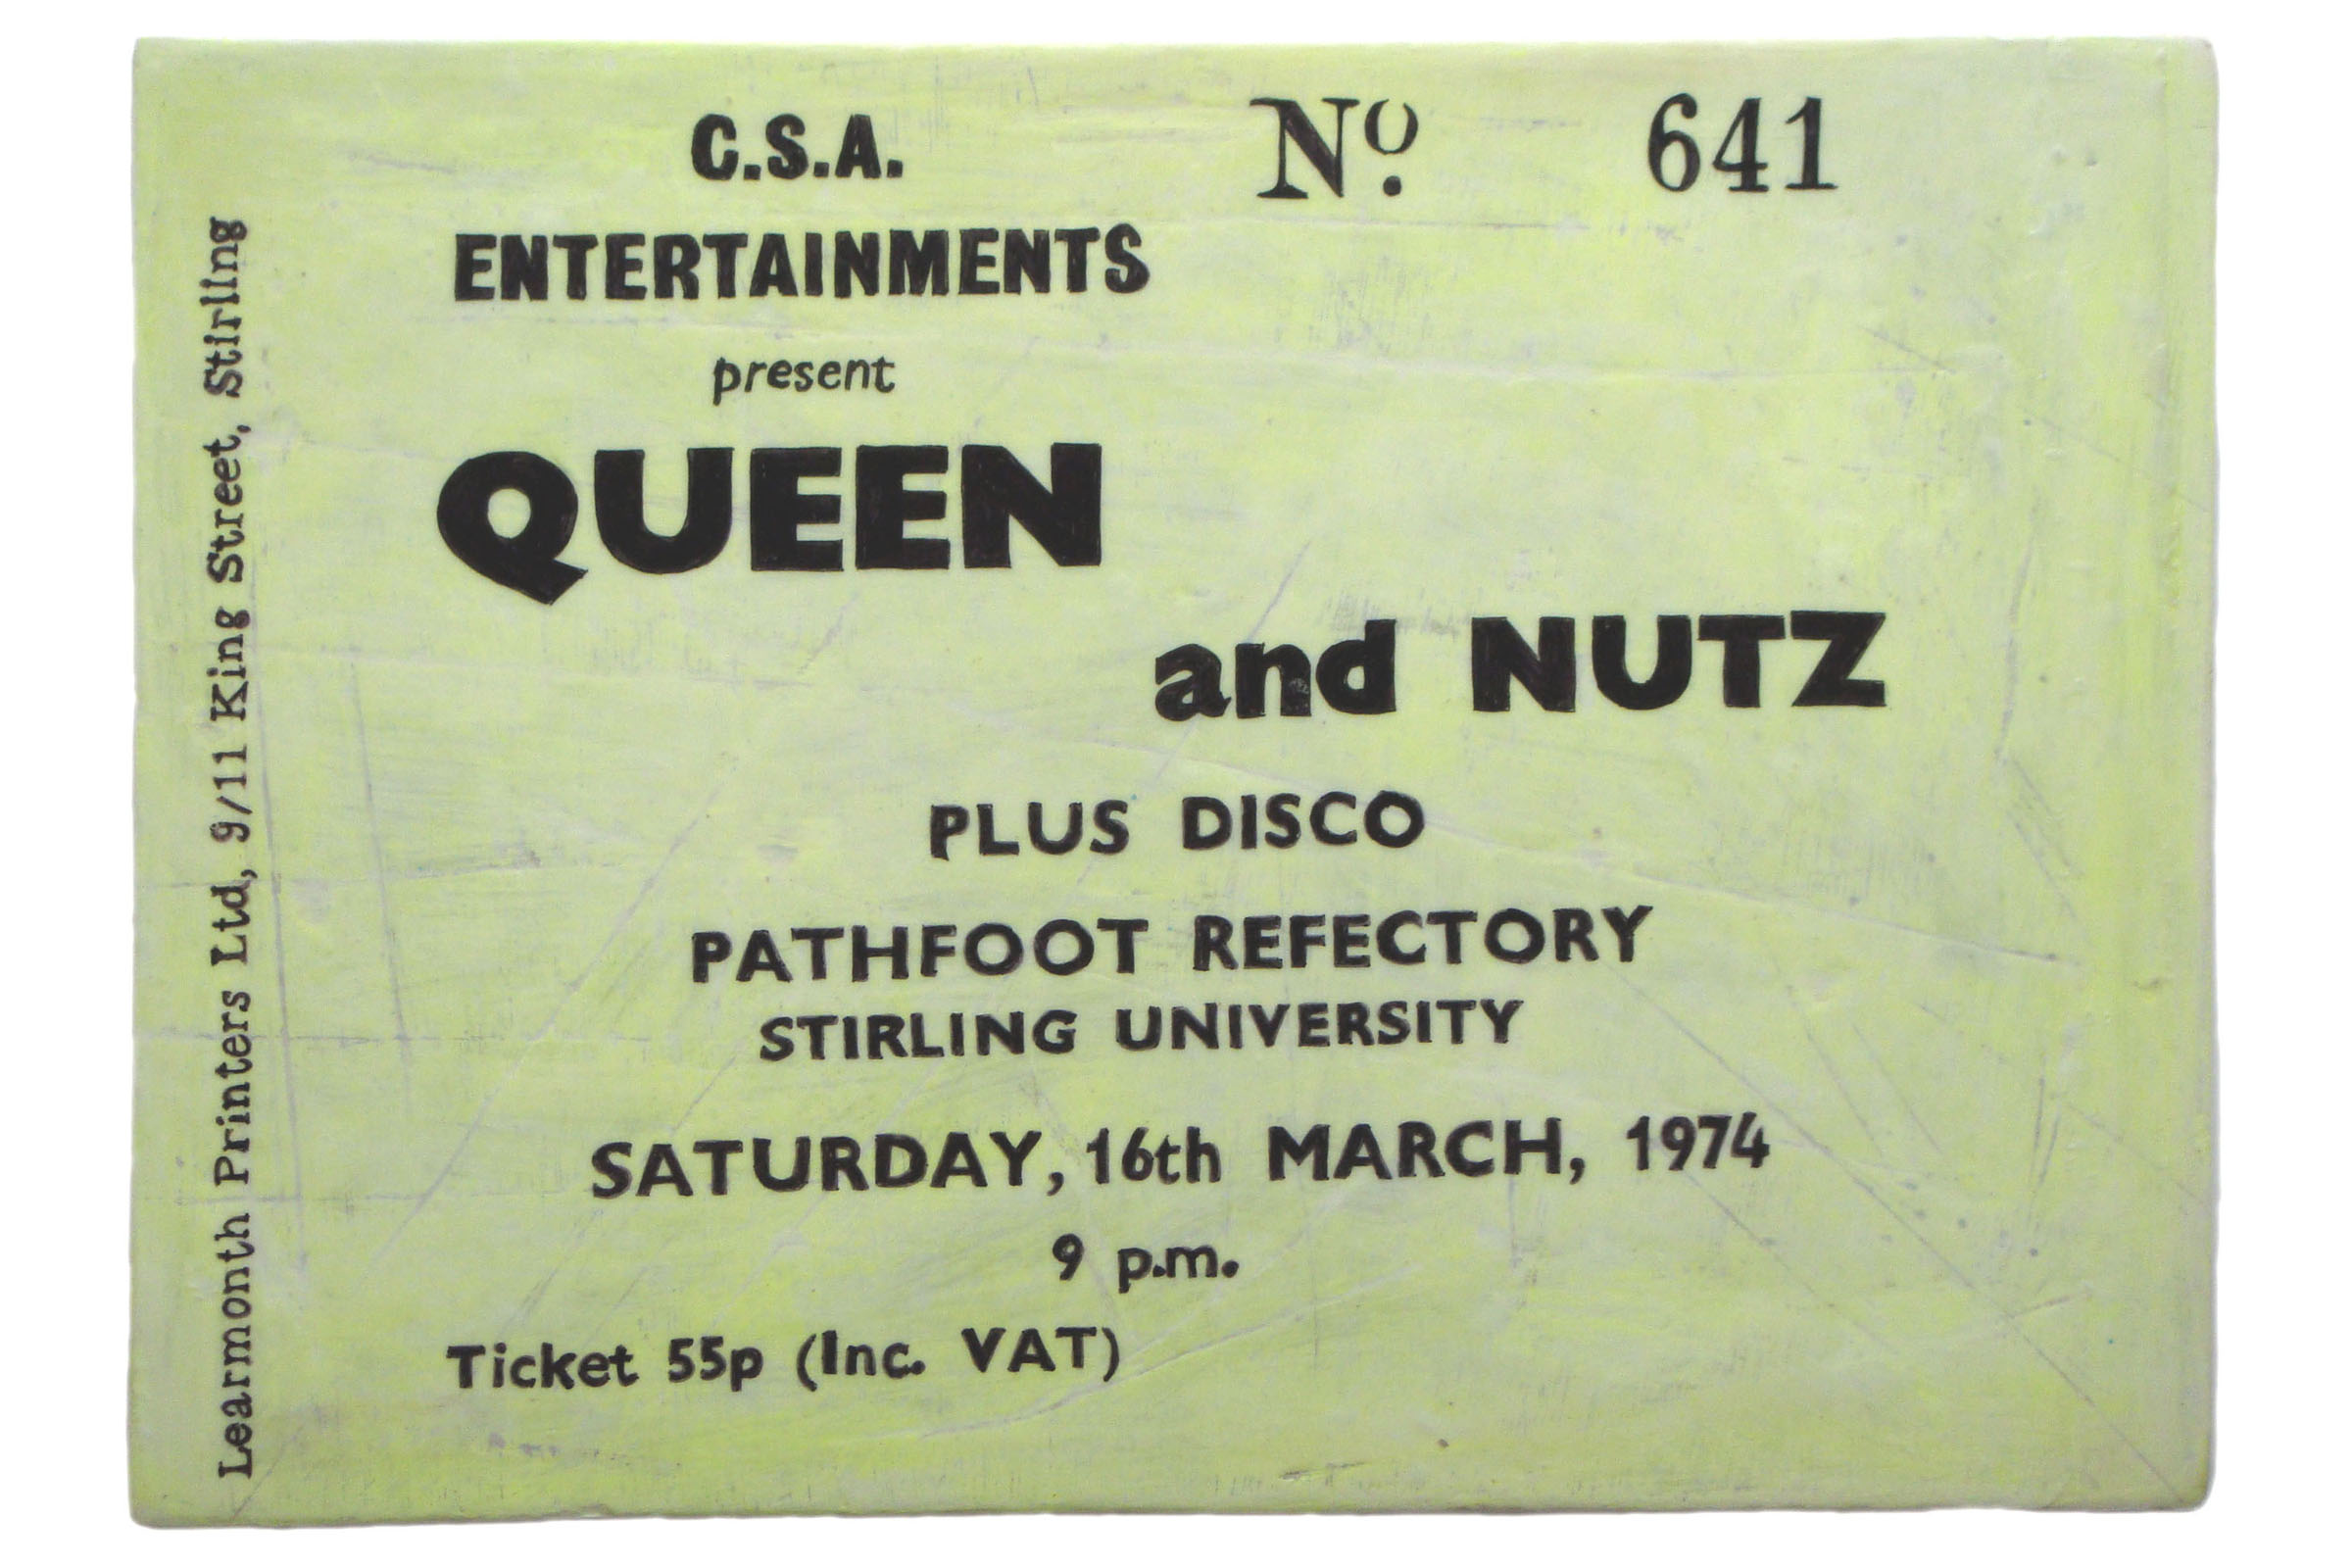 C.S.A.
Nº. 641
ENTERTAINMENTS
present
QUEEN
and NUTZ
PLUS DISCO
PATHFOOT REFECTORY
STIRLING UNIVERSITY
SATURDAY, 16th MARCH, 1974
9 p.m.
Ticket 55p (Inc. VAT)
Learmonth Printers Ltd, 9/11 King Street, Stirling